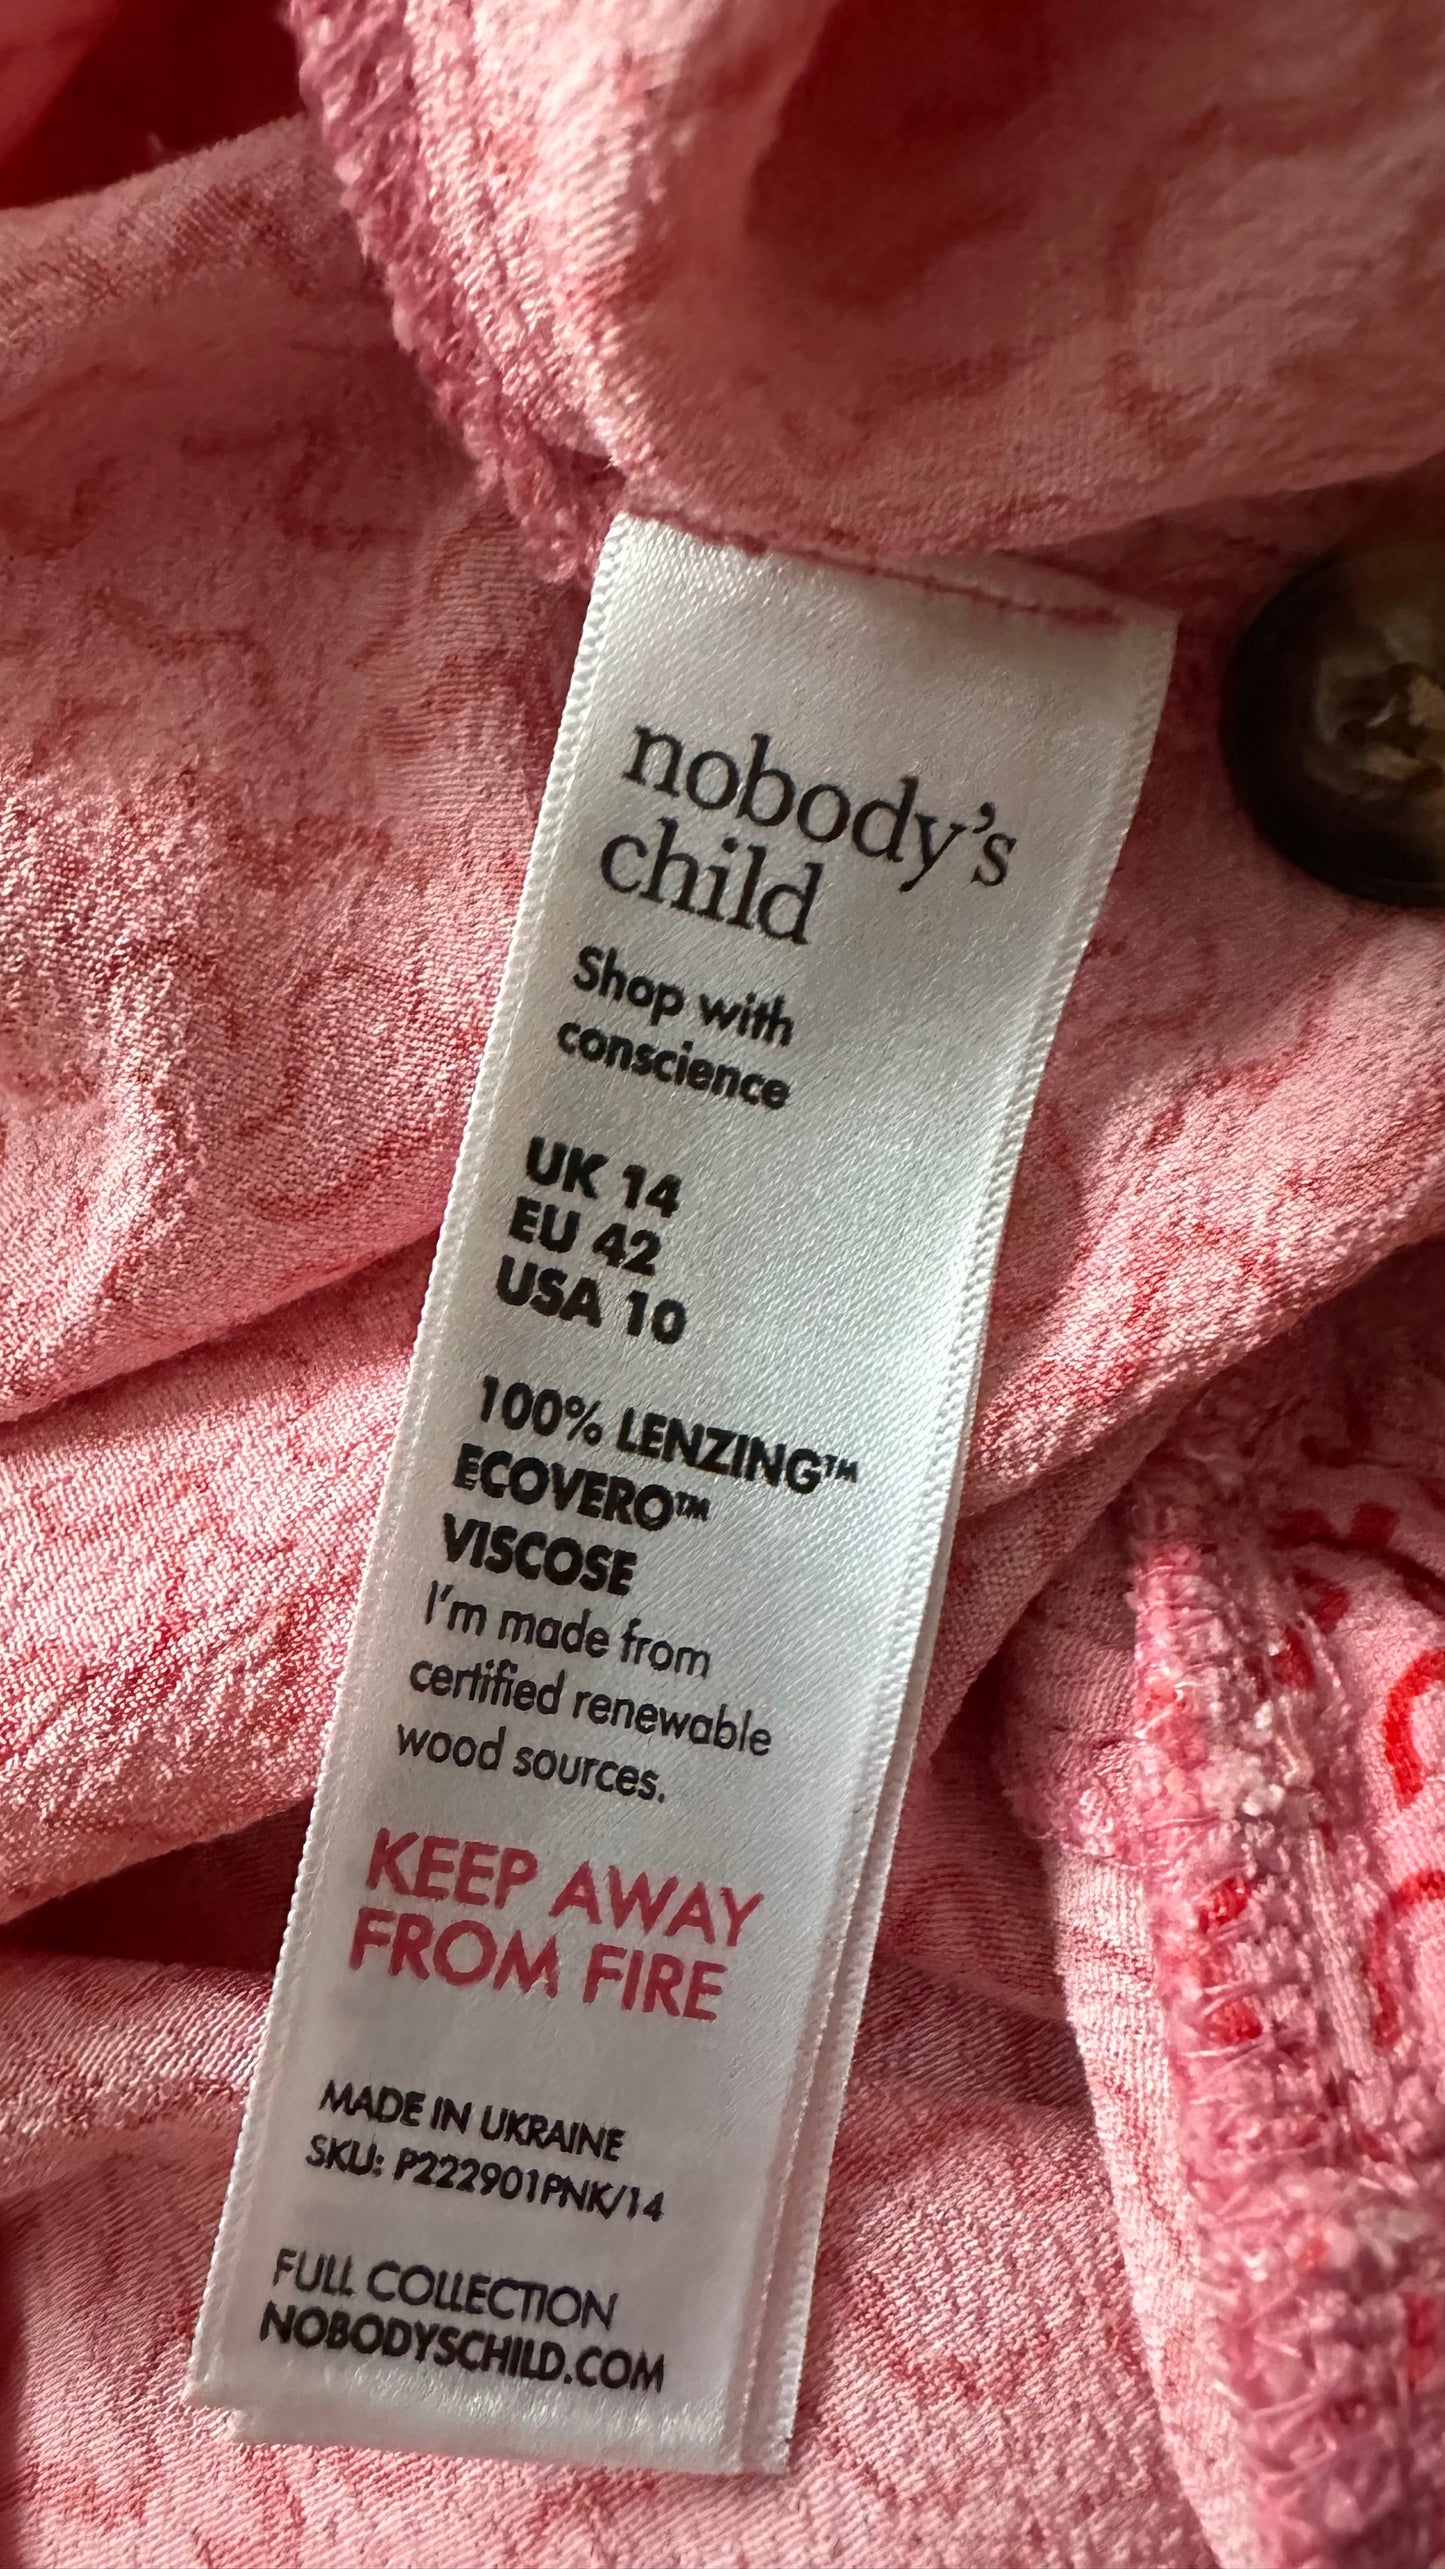 nobody's
child
Shop with
conscience
UK 14
EU 42
USA 10
100% LENZING™
ECOVERO™
VISCOSE
I'm made from
certified renewable
wood sources.
KEEP AWAY
FROM FIRE
MADE IN UKRAINE
SKU: P222901PNK/14
FULL COLLECTION
NOBODYSCHILD.COM